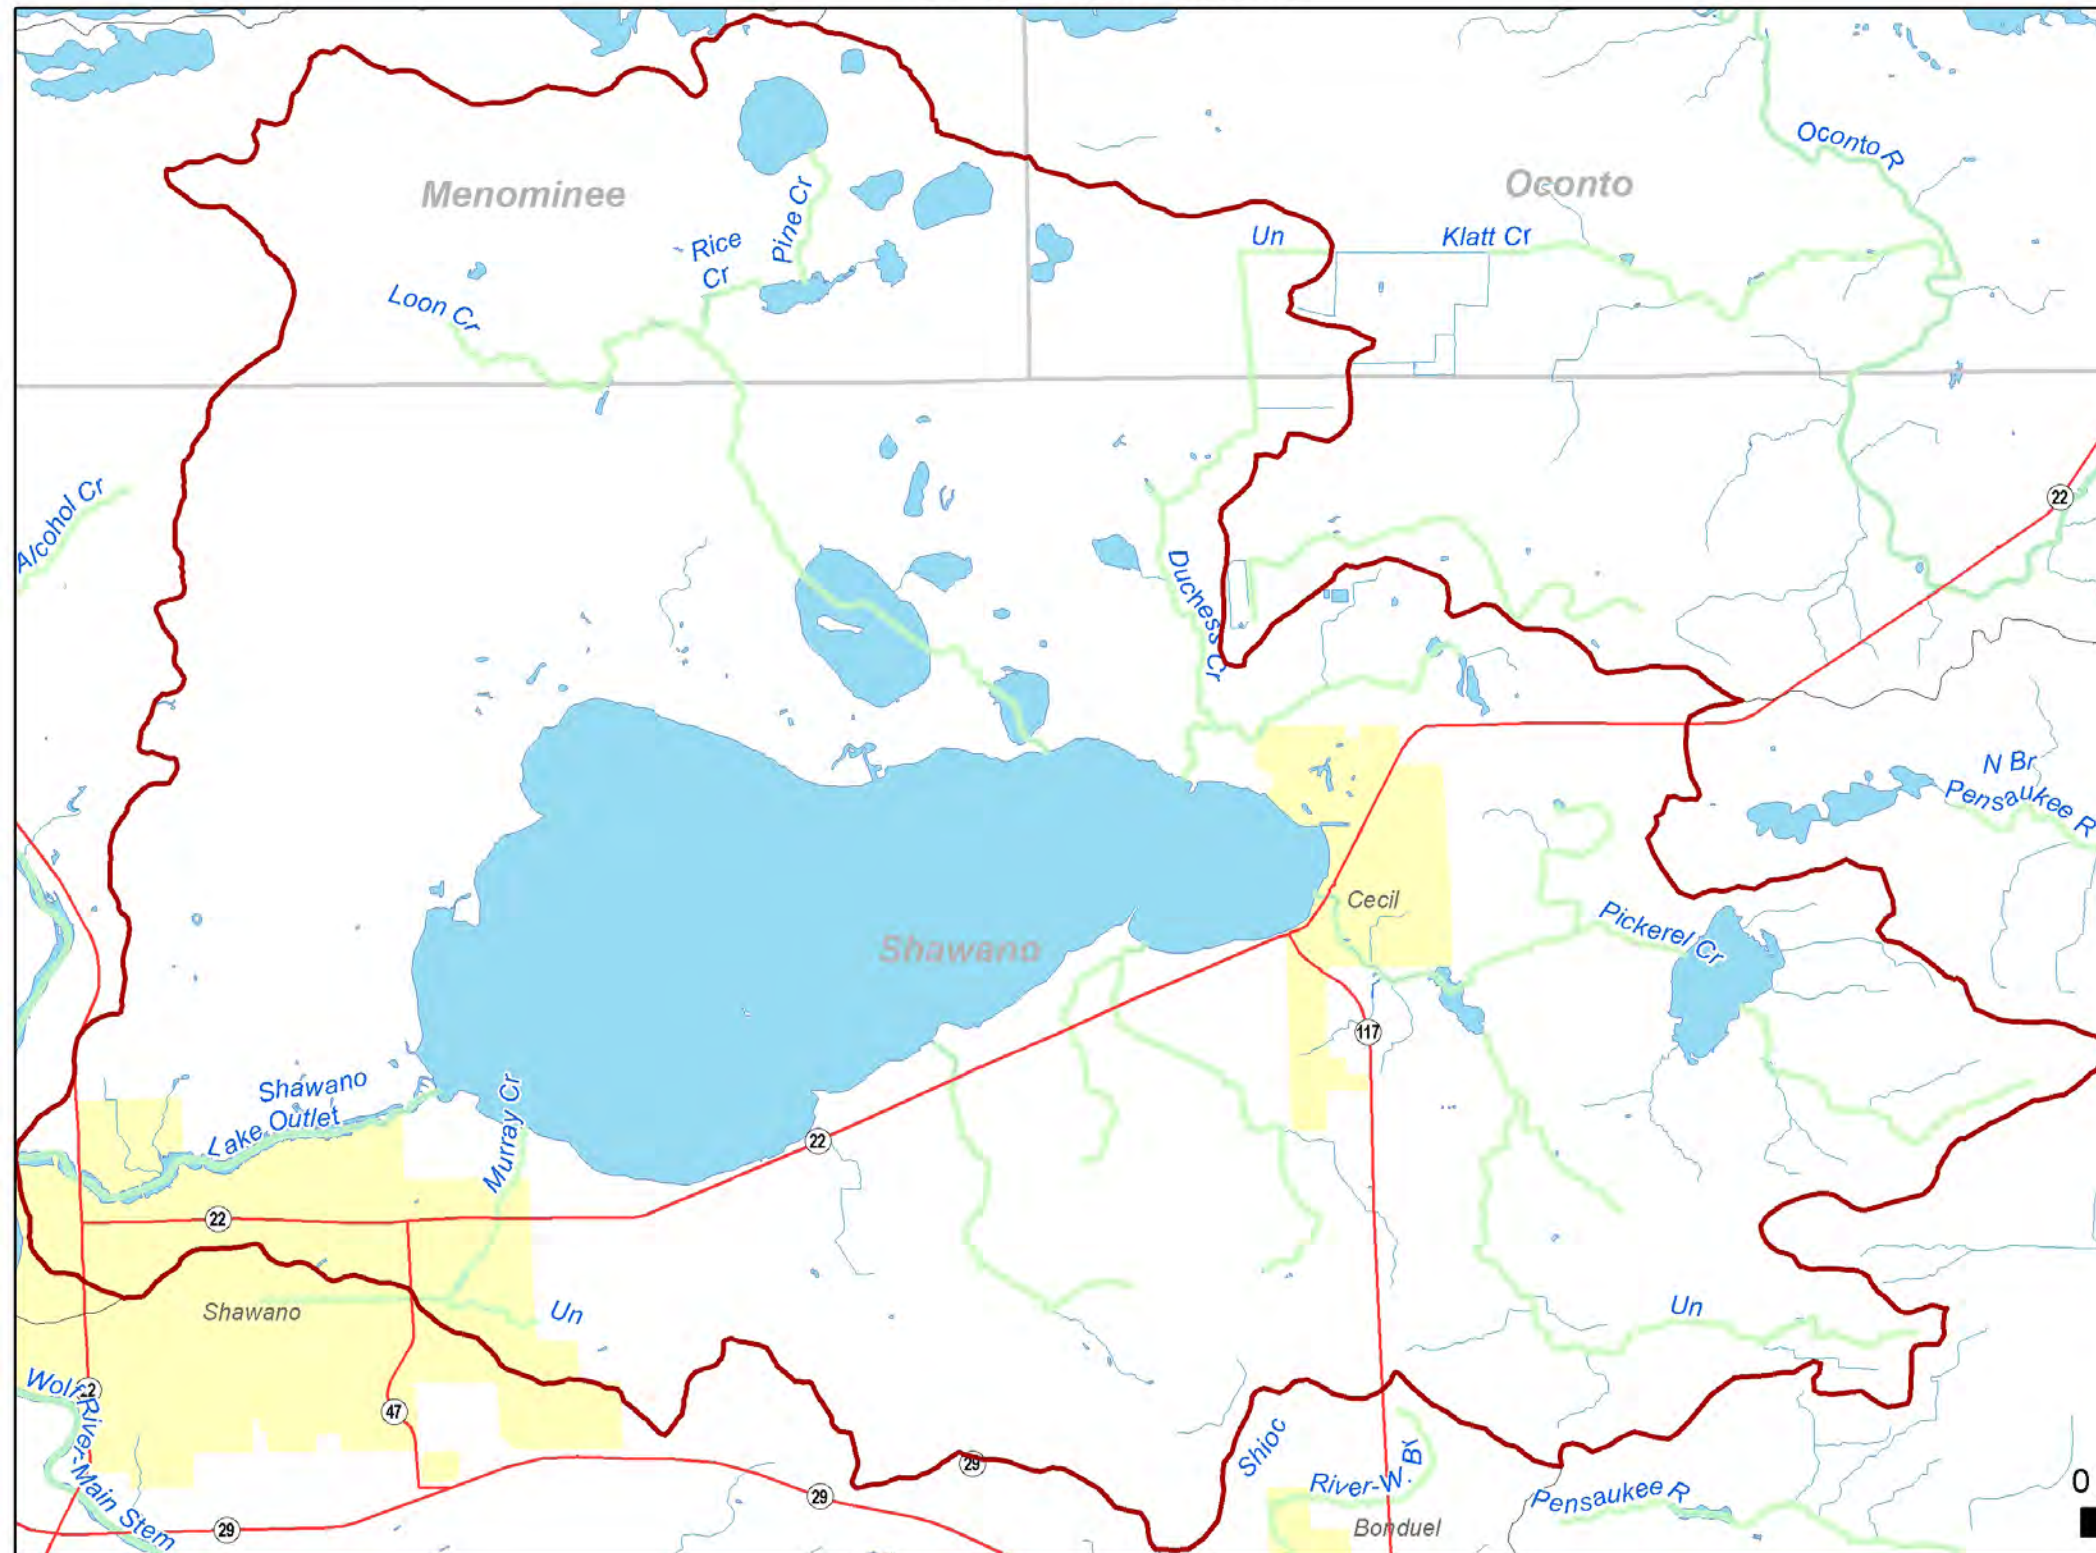 Oconto R
Menominee
Oconto
Pine Cr
Rice
Cr
Un
Klatt Cr
Loon Cr
Alcohol Cr
22
Duchess Cr
N Br
Pensaukee R
Cecil
Pickerel Cr
Shawano
117
Shawano
Lake Outlet
Murray Cr
22
22
Shawano
Un
Un
Wolf River-Main Stem
22
47
29
29
29
Shioc
River-W. Br
Pensaukee R
Bonduel
0